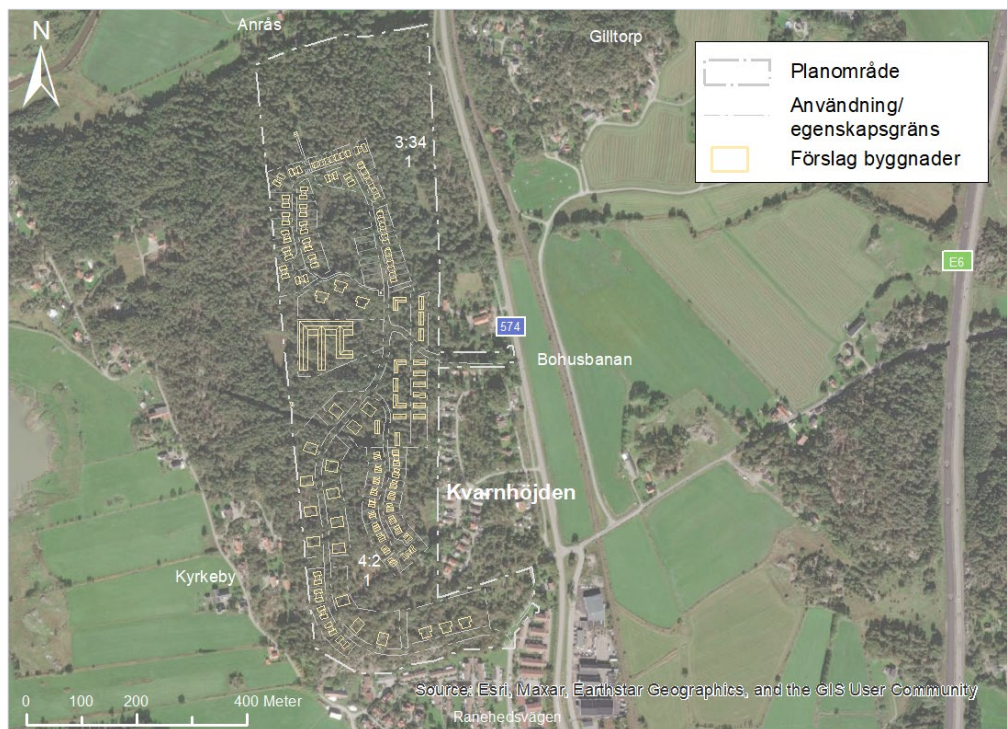 N
Anrås
Gilltorp
Planområde
Användning/
egenskapsgräns
Förslag byggnader
3:34
1
E6
574
Bohusbanan
Kvarnhöjden
4:2
1
Kyrkeby
Source: Esri, Maxar, Earthstar Geographics, and the GIS User Community
0 100 200 400 Meter
Ranehedsvägen